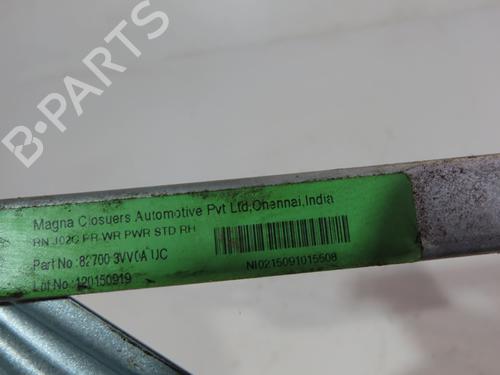 B-PARTS
Magna Closuers Automotive Pvt Ltd,Chennai,India
RN J02C FR WR PWR STD RH
Part No :82700 3VV0A UC
Lot No :120150919
NI0215091015508